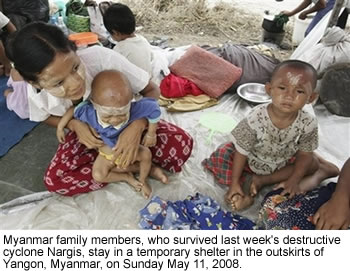 Myanmar family members, who survived last week's destructive
cyclone Nargis, stay in a temporary shelter in the outskirts of
Yangon, Myanmar, on Sunday May 11, 2008.